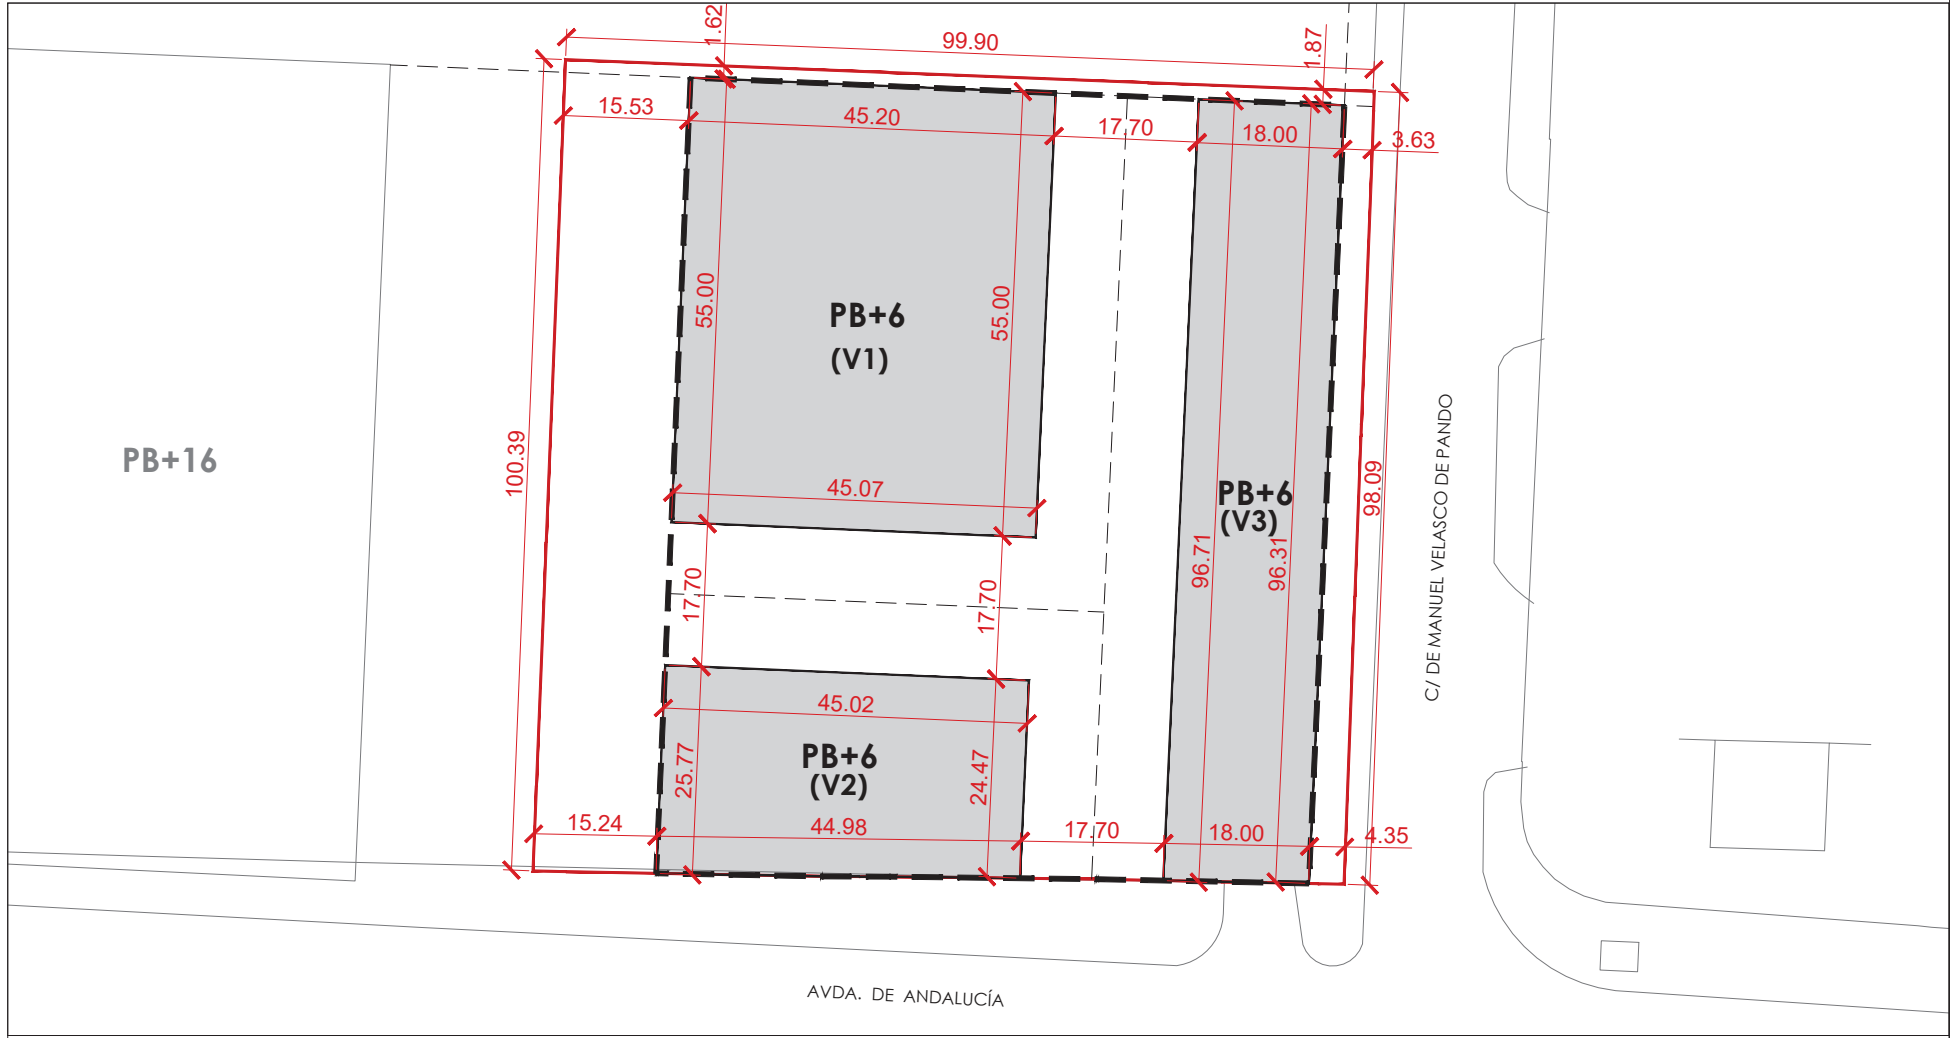 1.62
99.90
1.87
15.53
45.20
17.70
18.00
3.63
55.00
55.00
PB+6
(V1)
100.39
PB+16
45.07
PB+6
(V3)
98.09
C/ DE MANUEL VELASCO DE PANDO
96.71
96.31
17.70
17.70
45.02
PB+6
(V2)
25.77
24.47
15.24
44.98
17.70
18.00
4.35
AVDA. DE ANDALUCÍA